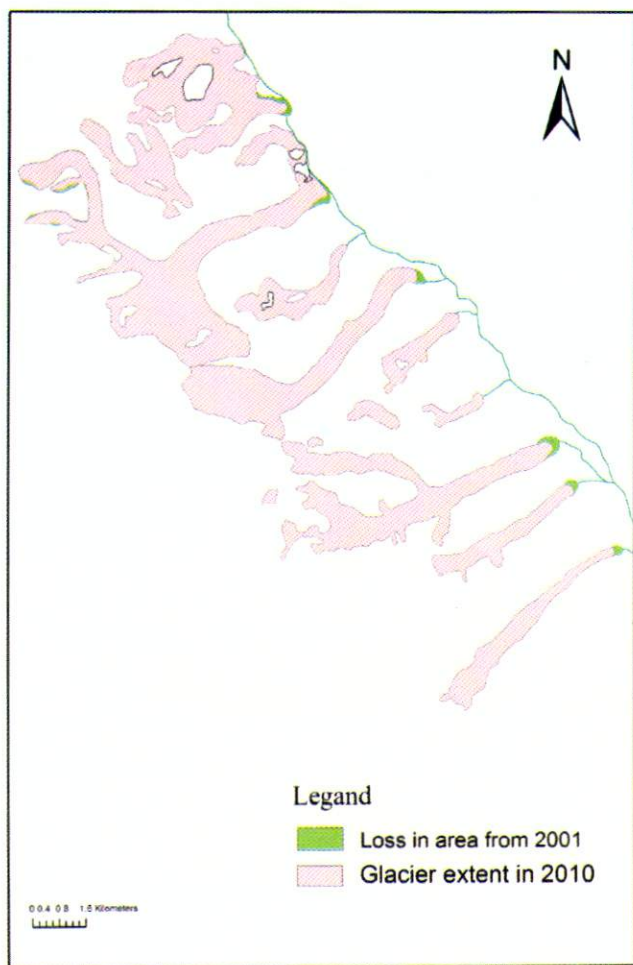 N
Legand
Loss in area from 2001
Glacier extent in 2010
0 0.4 0.8 1.6 Kilometers